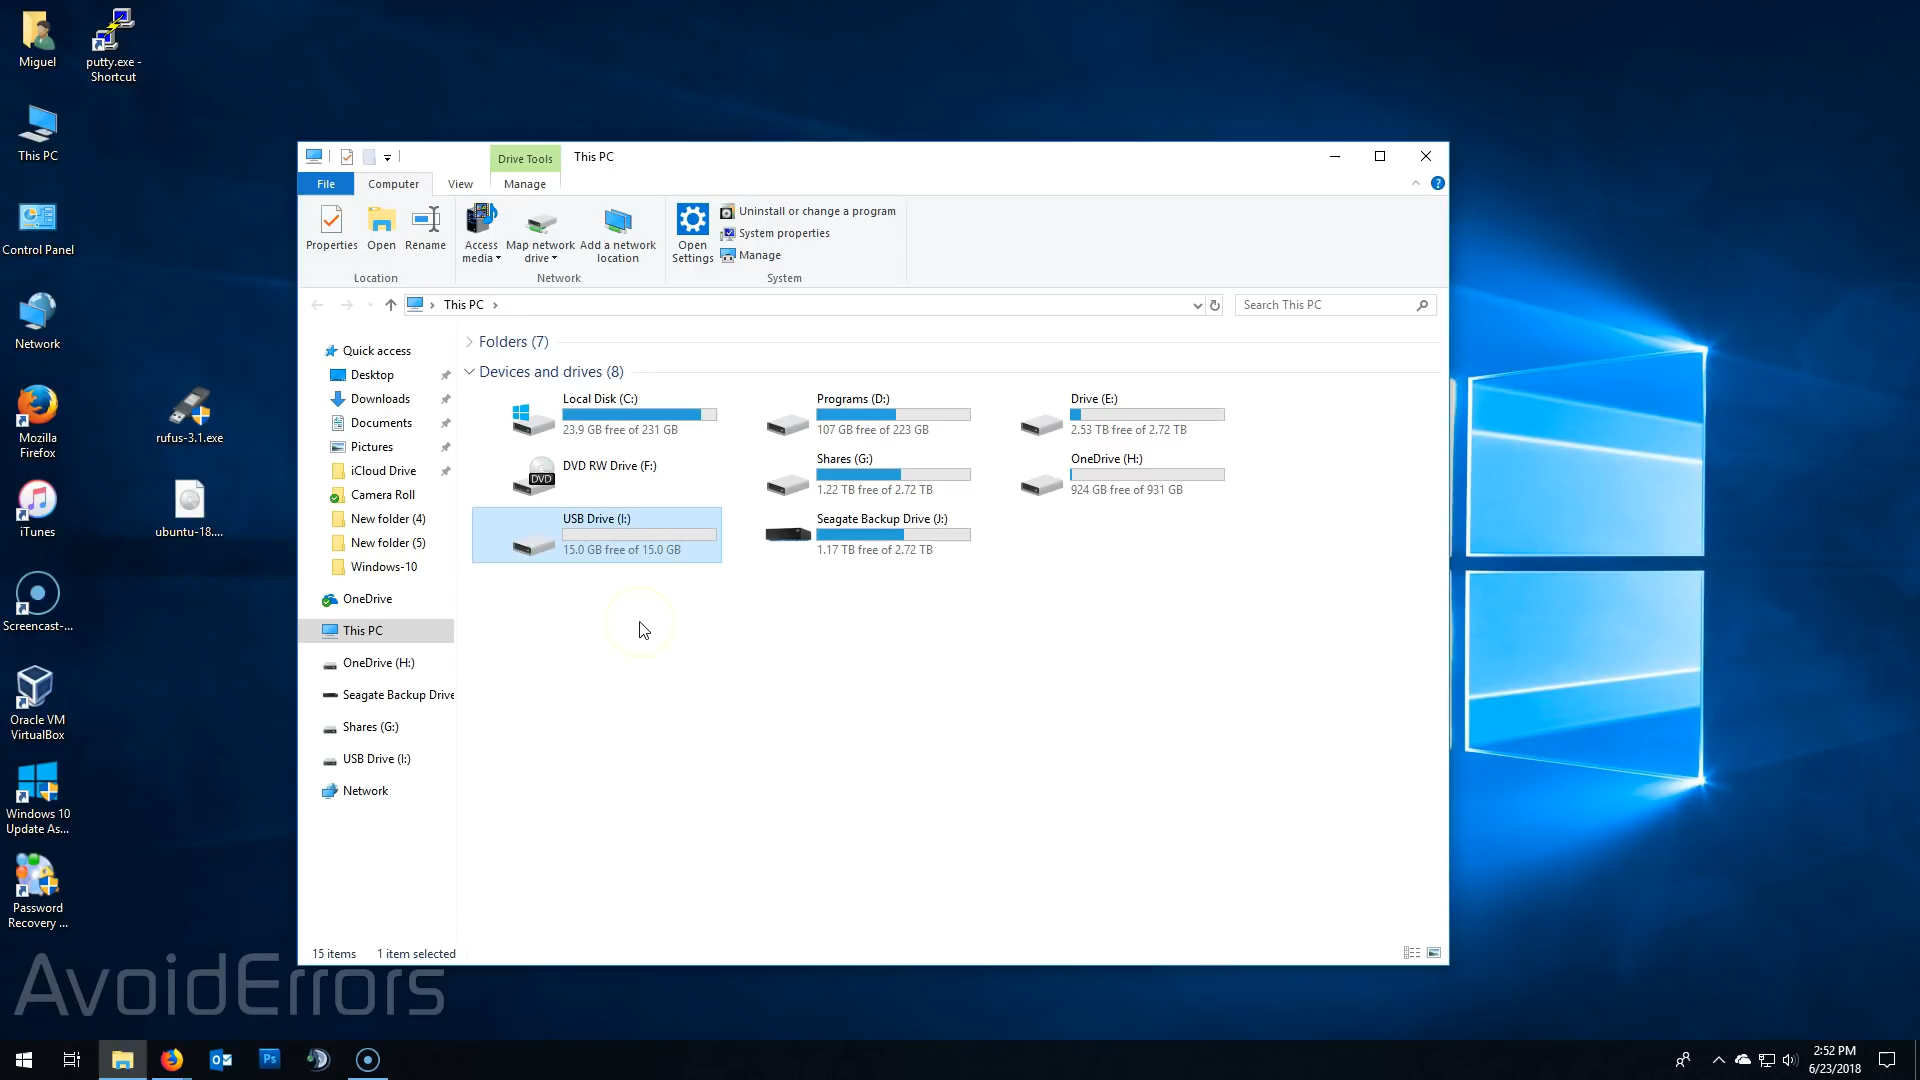 Miguel
putty.exe -
Shortcut
This PC
Control Panel
Network
Mozilla
Firefox
rufus-3.1.exe
iTunes
ubuntu-18....
Screencast-...
Oracle VM
VirtualBox
Windows 10
Update As...
Password
Recovery ...
Drive Tools
This PC
File
Computer
View
Manage
Properties
Open
Rename
Access
media
Map network
drive
Add a network
location
Open
Settings
Uninstall or change a program
System properties
Manage
Location
Network
System
This PC
Search This PC
Quick access
Desktop
Downloads
Documents
Pictures
iCloud Drive
Camera Roll
New folder (4)
New folder (5)
Windows-10
OneDrive
This PC
OneDrive (H:)
Seagate Backup Drive
Shares (G:)
USB Drive (I:)
Network
Folders (7)
Devices and drives (8)
Local Disk (C:)
23.9 GB free of 231 GB
Programs (D:)
107 GB free of 223 GB
Drive (E:)
2.53 TB free of 2.72 TB
DVD RW Drive (F:)
DVD
Shares (G:)
1.22 TB free of 2.72 TB
OneDrive (H:)
924 GB free of 931 GB
USB Drive (I:)
15.0 GB free of 15.0 GB
Seagate Backup Drive (J:)
1.17 TB free of 2.72 TB
15 items
1 item selected
AvoidErrors
Ps
2:52 PM
6/23/2018